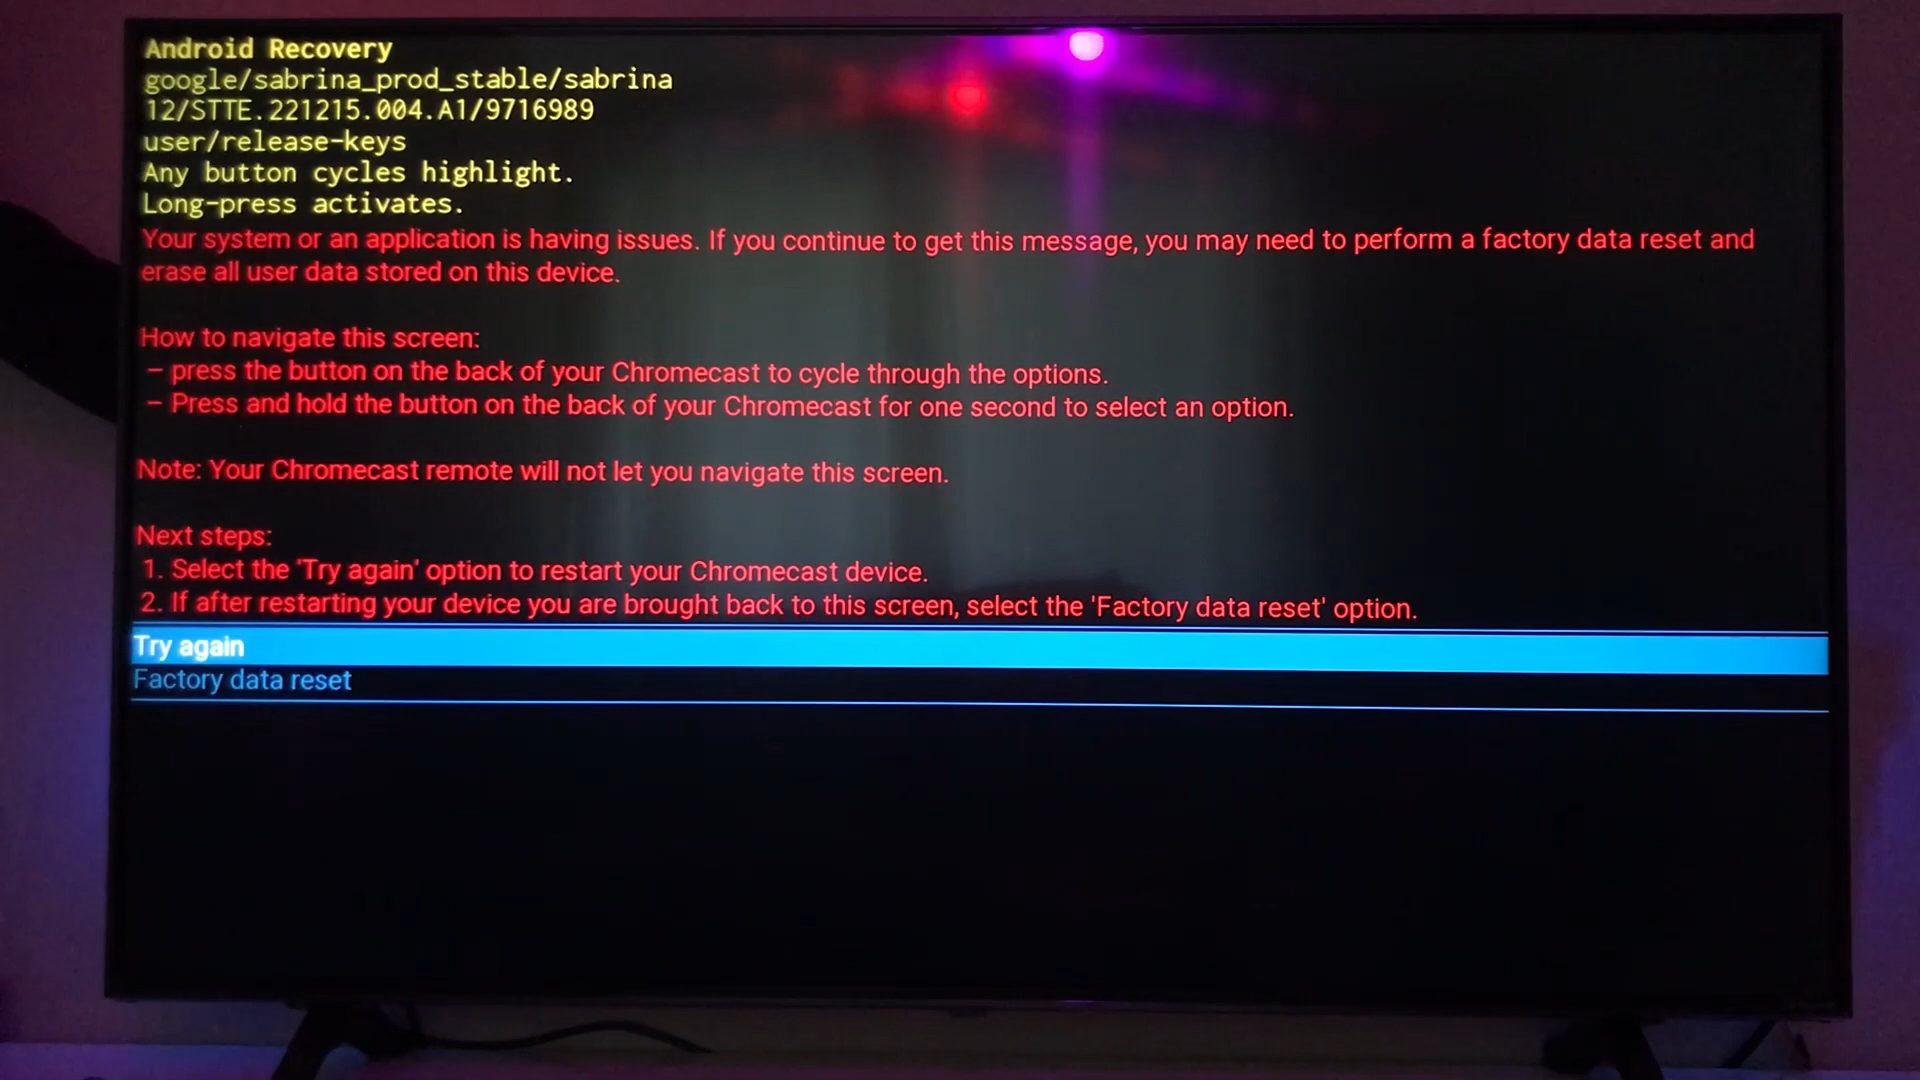 Android Recovery
google/sabrina_prod_stable/sabrina
12/STTE.221215.004.A1/9716989
user/release-keys
Any button cycles highlight.
Long-press activates.
Your system or an application is having issues. If you continue to get this message, you may need to perform a factory data reset and
erase all user data stored on this device.
How to navigate this screen:
– press the button on the back of your Chromecast to cycle through the options.
– Press and hold the button on the back of your Chromecast for one second to select an option.
Note: Your Chromecast remote will not let you navigate this screen.
Next steps:
1. Select the 'Try again' option to restart your Chromecast device.
2. If after restarting your device you are brought back to this screen, select the 'Factory data reset' option.
Try again
Factory data reset